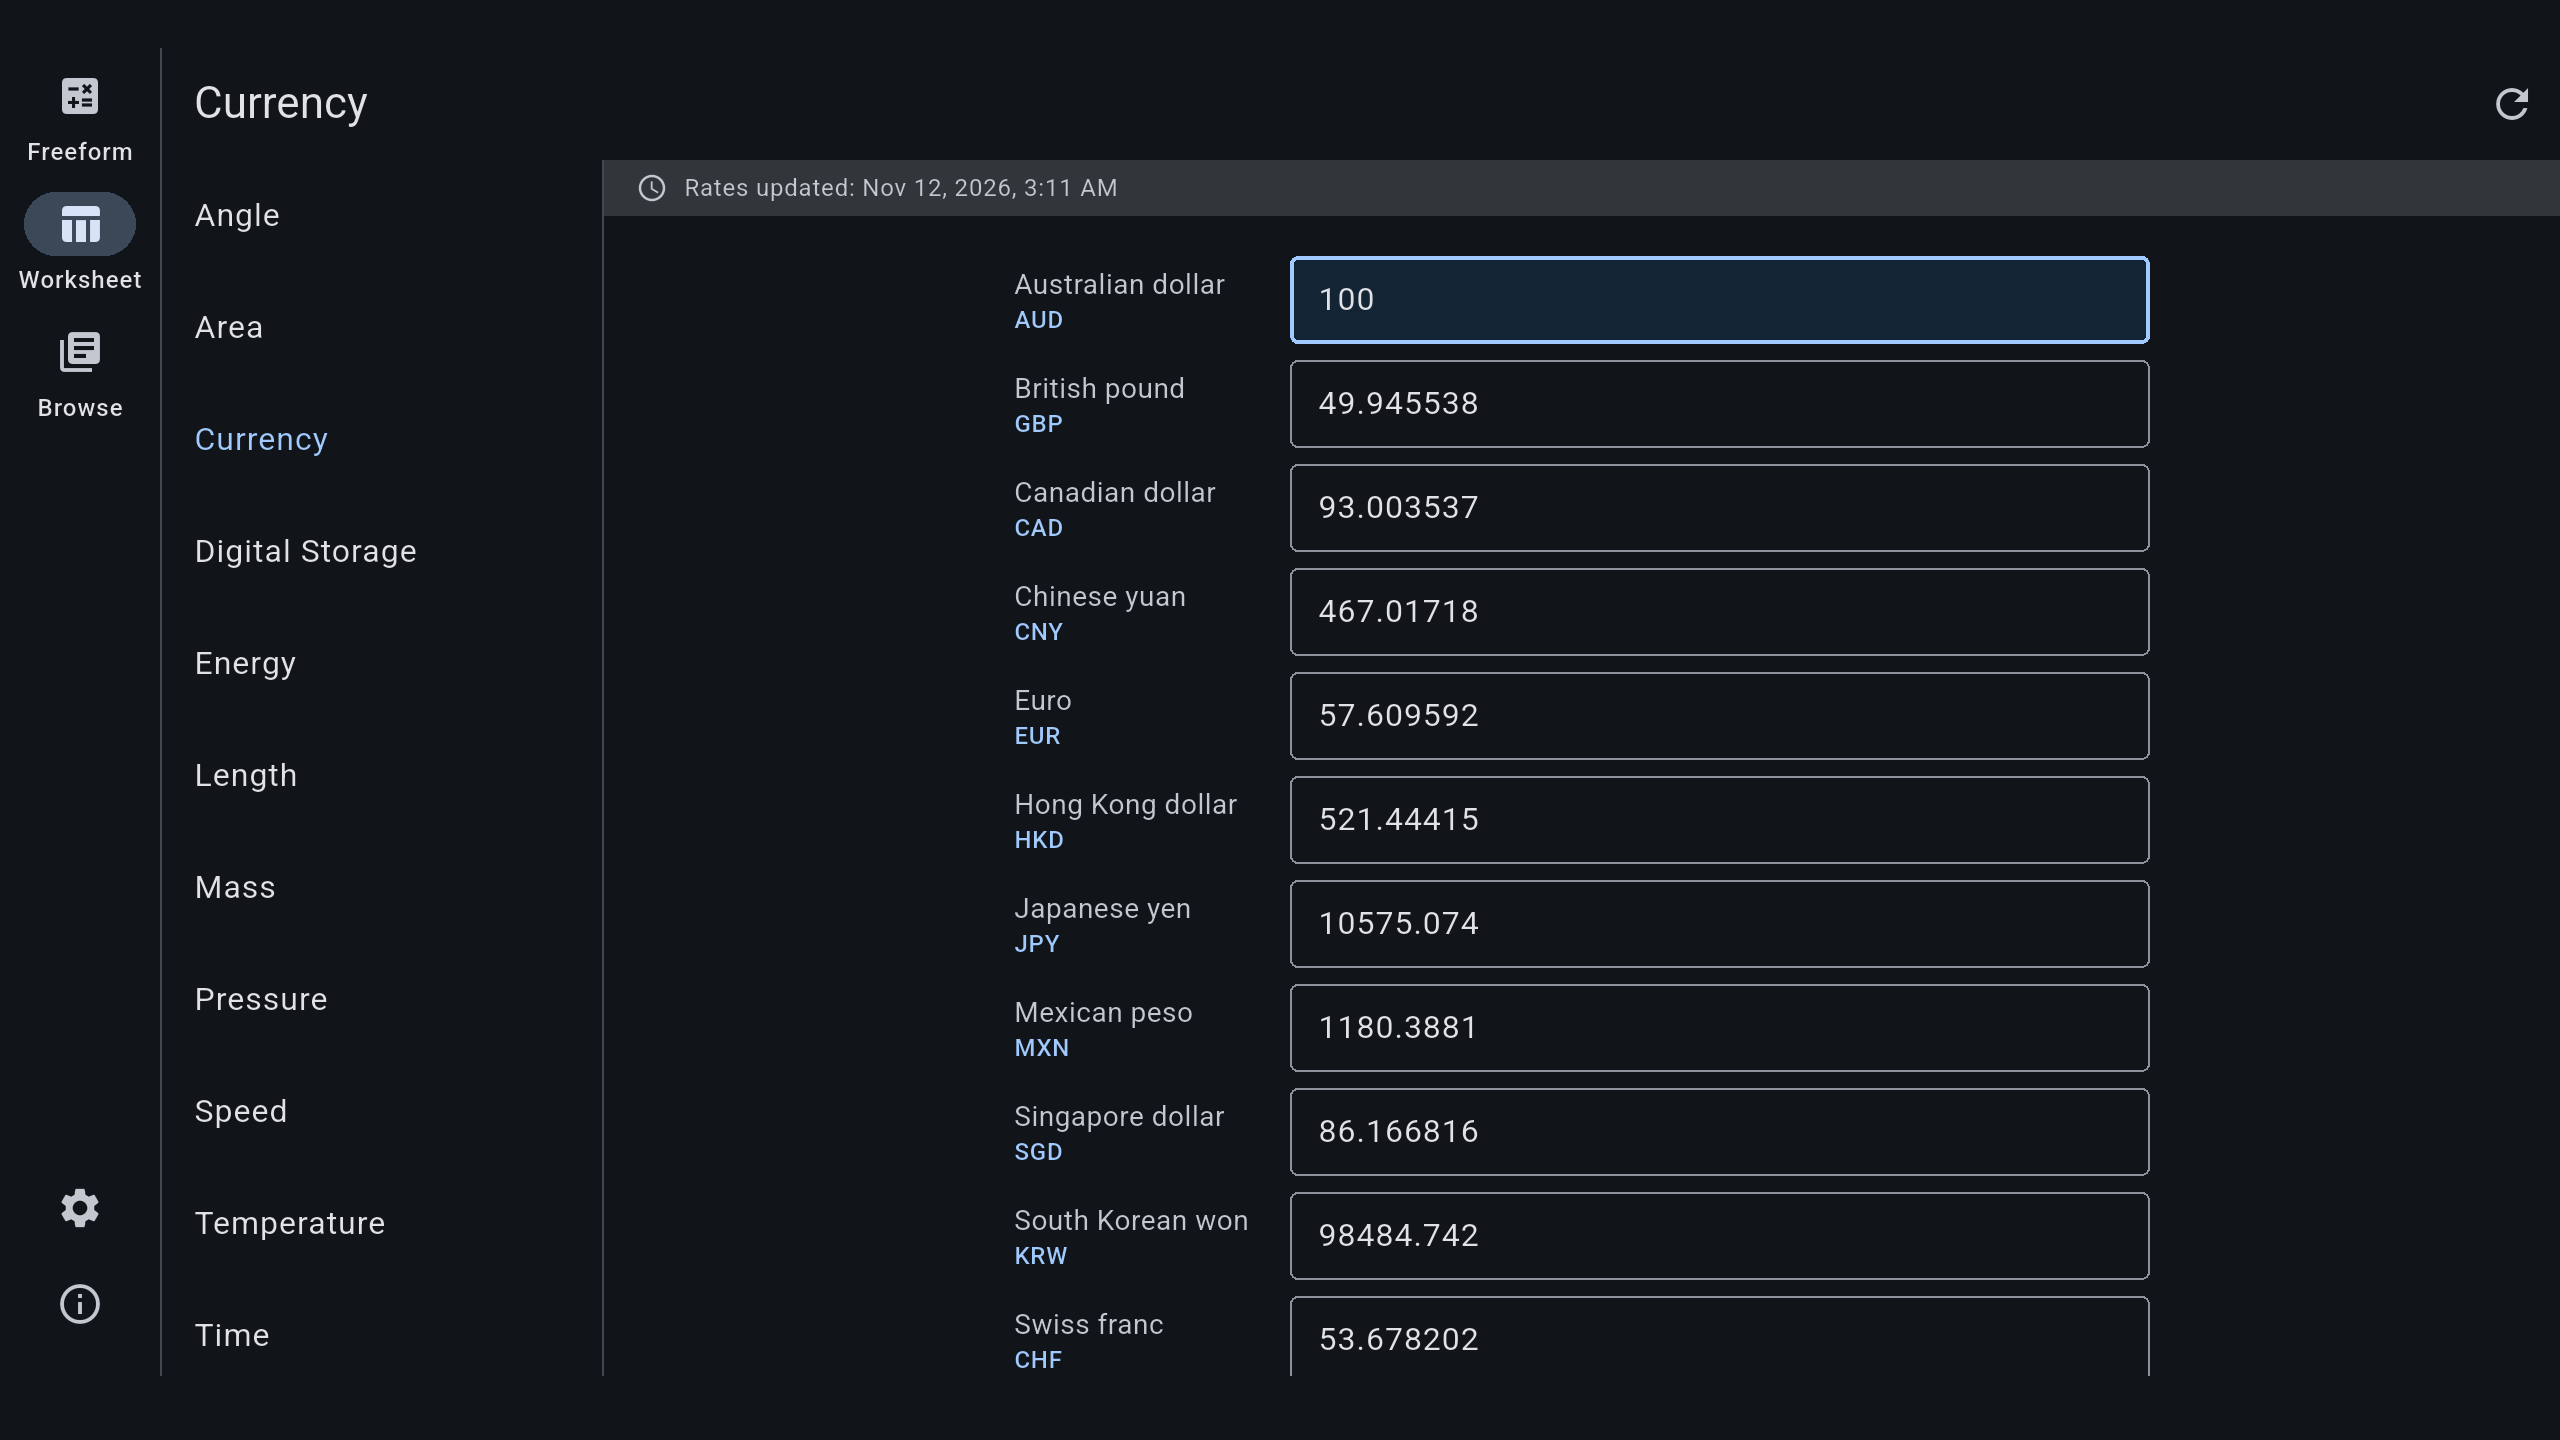 Freeform
Worksheet
Browse
Currency
Angle
Area
Currency
Digital Storage
Energy
Length
Mass
Pressure
Speed
Temperature
Time
Rates updated: Nov 12, 2026, 3:11 AM
Australian dollar
AUD
100
British pound
GBP
49.945538
Canadian dollar
CAD
93.003537
Chinese yuan
CNY
467.01718
Euro
EUR
57.609592
Hong Kong dollar
HKD
521.44415
Japanese yen
JPY
10575.074
Mexican peso
MXN
1180.3881
Singapore dollar
SGD
86.166816
South Korean won
KRW
98484.742
Swiss franc
CHF
53.678202